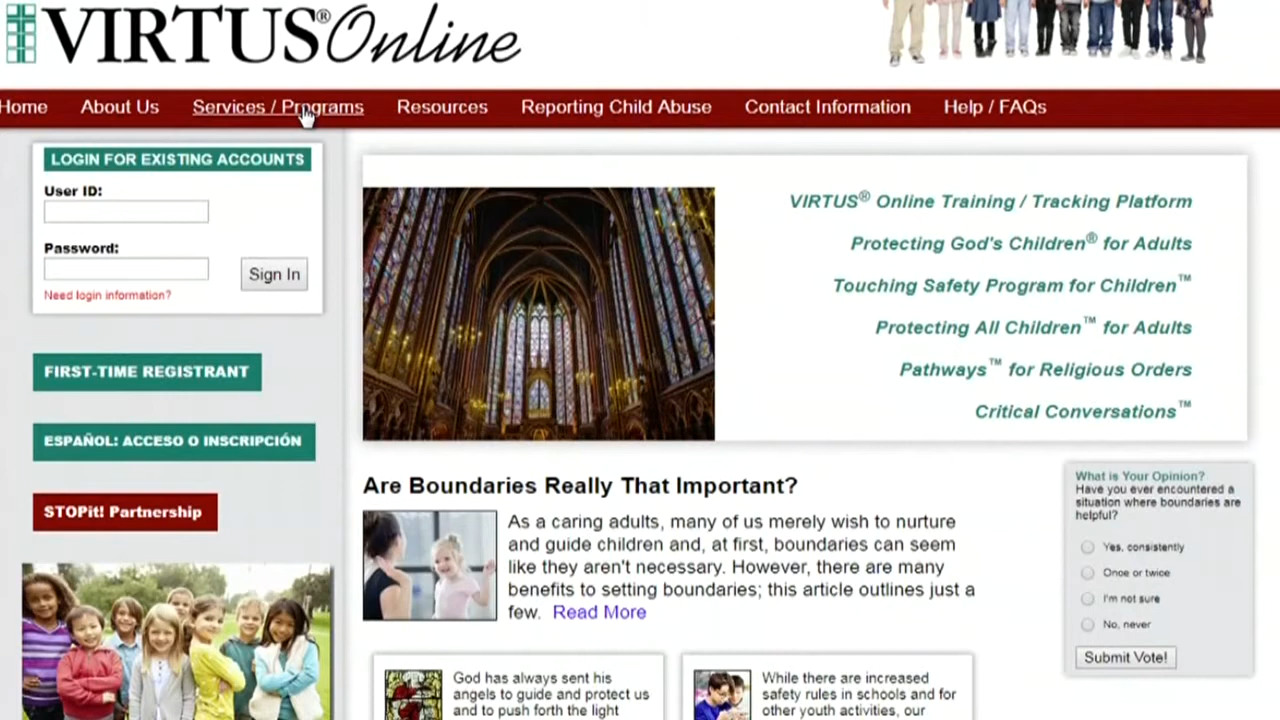 VIRTUS®Online
Home About Us Services / Programs Resources Reporting Child Abuse Contact Information Help / FAQs
LOGIN FOR EXISTING ACCOUNTS
User ID:
Password:
Sign In
Need login information?
FIRST-TIME REGISTRANT
ESPAÑOL: ACCESO O INSCRIPCIÓN
STOPit! Partnership
VIRTUS® Online Training / Tracking Platform
Protecting God's Children® for Adults
Touching Safety Program for Children™
Protecting All Children™ for Adults
Pathways™ for Religious Orders
Critical Conversations™
Are Boundaries Really That Important?
As a caring adults, many of us merely wish to nurture
and guide children and, at first, boundaries can seem
like they aren't necessary. However, there are many
benefits to setting boundaries; this article outlines just a
few. Read More
What is Your Opinion?
Have you ever encountered a
situation where boundaries are
helpful?
Yes, consistently
Once or twice
I'm not sure
No, never
Submit Vote!
God has always sent his
angels to guide and protect us
and to push forth the light
While there are increased
safety rules in schools and for
other youth activities, our